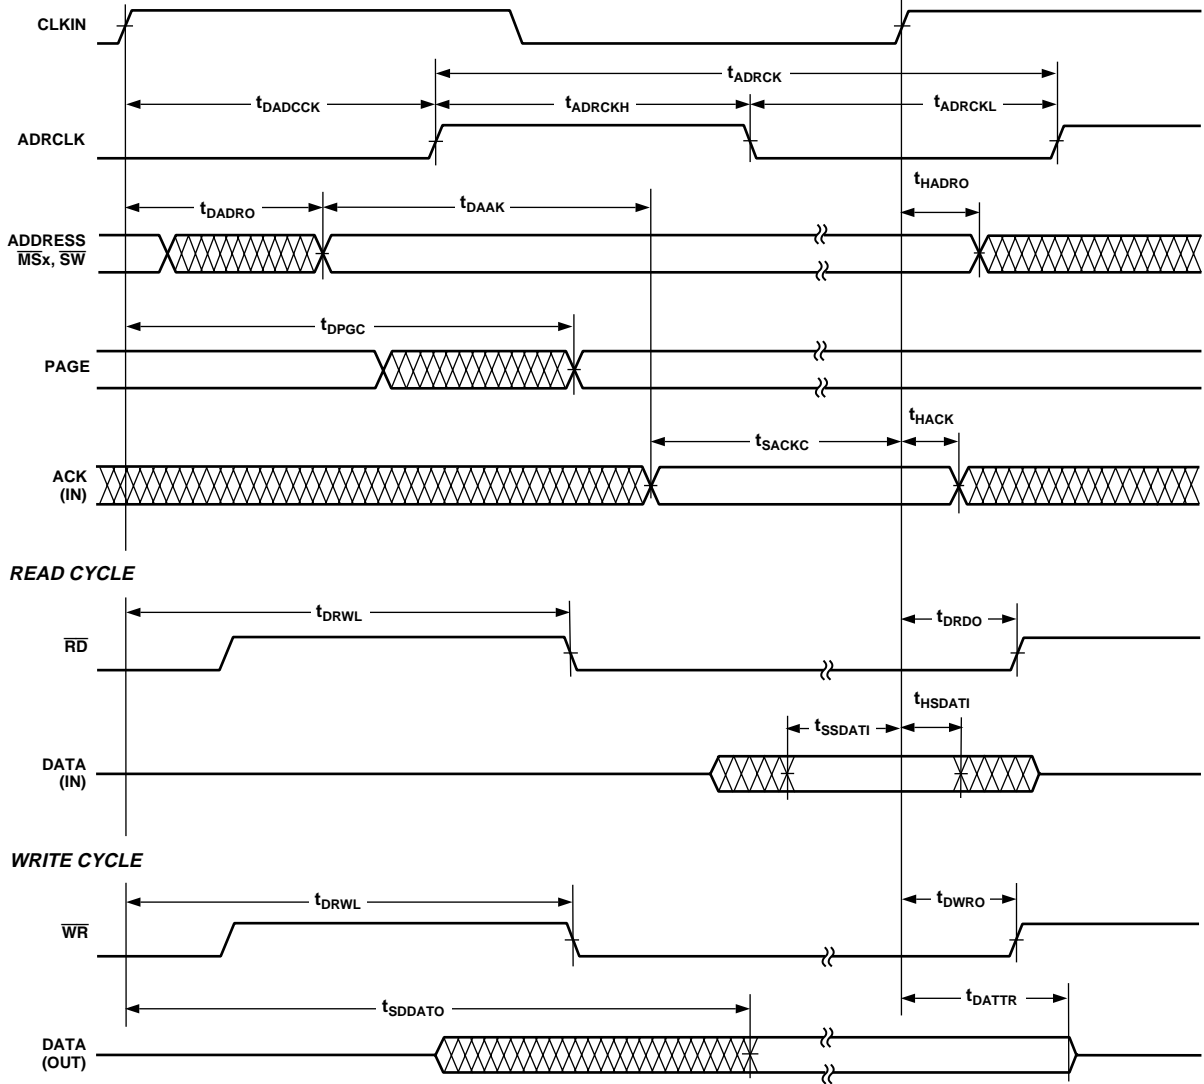 CLKIN
tADRCK
tDADCCK
tADRCKH
tADRCKL
ADRCLK
tHADRO
tDADRO
tDAAK
ADDRESS
MSx, SW
tDPGC
PAGE
tHACK
tSACKC
ACK
(IN)
READ CYCLE
tDRWL
tDRDO
RD
tHSDATI
tSSDATI
DATA
(IN)
WRITE CYCLE
tDRWL
tDWRO
WR
tSDDATO
tDATTR
DATA
(OUT)